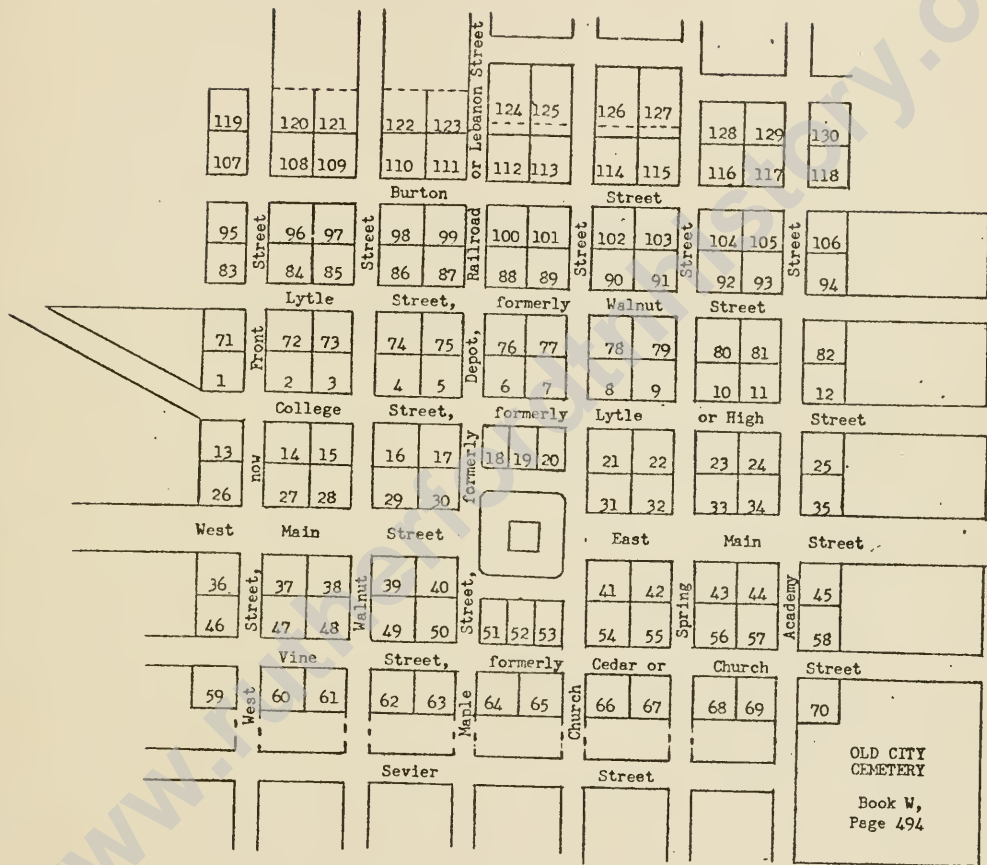 119 120 121 122 123 124 125 126 127 128 129 130
107 108 109 110 111 112 113 114 115 116 117 118
Burton Street
95 96 97 98 99 100 101 102 103 104 105 106
83 84 85 86 87 88 89 90 91 92 93 94
Lytle Street, formerly Walnut Street
71 72 73 74 75 76 77 78 79 80 81 82
1 2 3 4 5 6 7 8 9 10 11 12
College Street, formerly Lytle or High Street
13 14 15 16 17 18 19 20 21 22 23 24 25
26 27 28 29 30 31 32 33 34 35
West Main Street East Main Street
36 37 38 39 40 41 42 43 44 45
46 47 48 49 50 51 52 53 54 55 56 57 58
Vine Street, formerly Cedar or Church Street
59 60 61 62 63 64 65 66 67 68 69 70
Sevier Street
West Street, now Front Street
Walnut Street
Maple Street, formerly Depot, Railroad or Lebanon Street
Church Street
Spring Street
Academy Street
OLD CITY
CEMETERY
Book W,
Page 494
www.rutherfordtnhistory.o